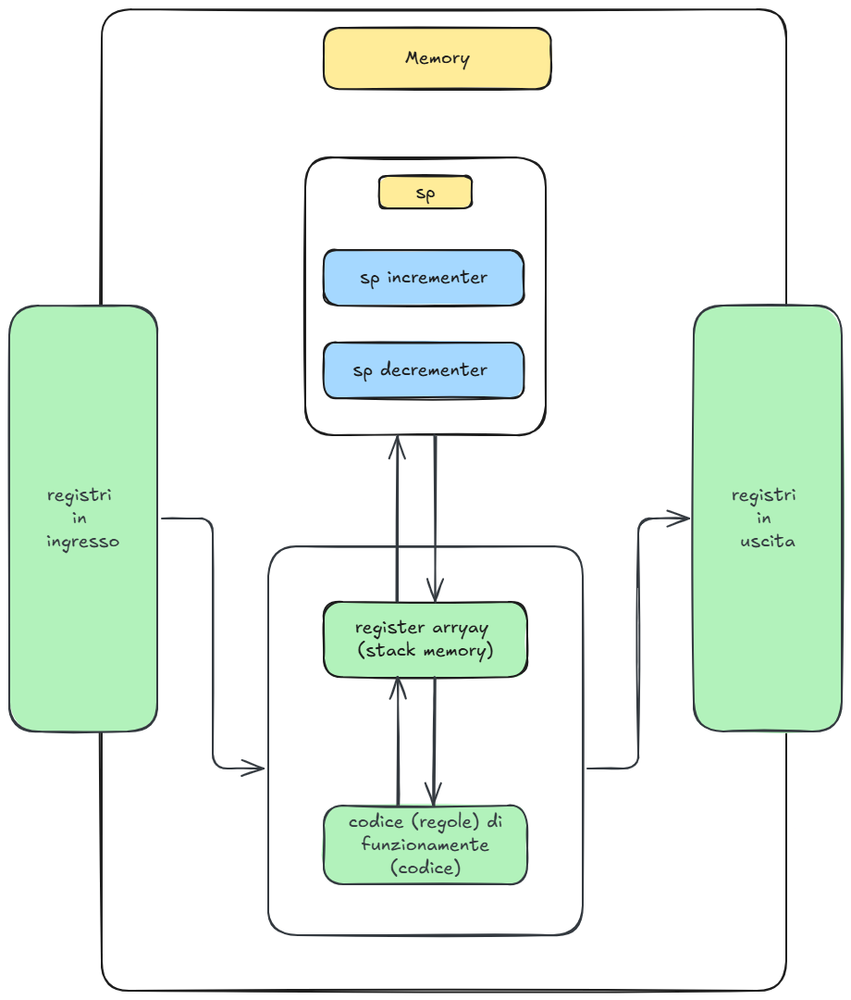 Memory
sp
sp incrementer
sp decrementer
registri
in
ingresso
registri
in
uscita
register arryay
(stack memory)
codice (regole) di
funzionamente
(codice)